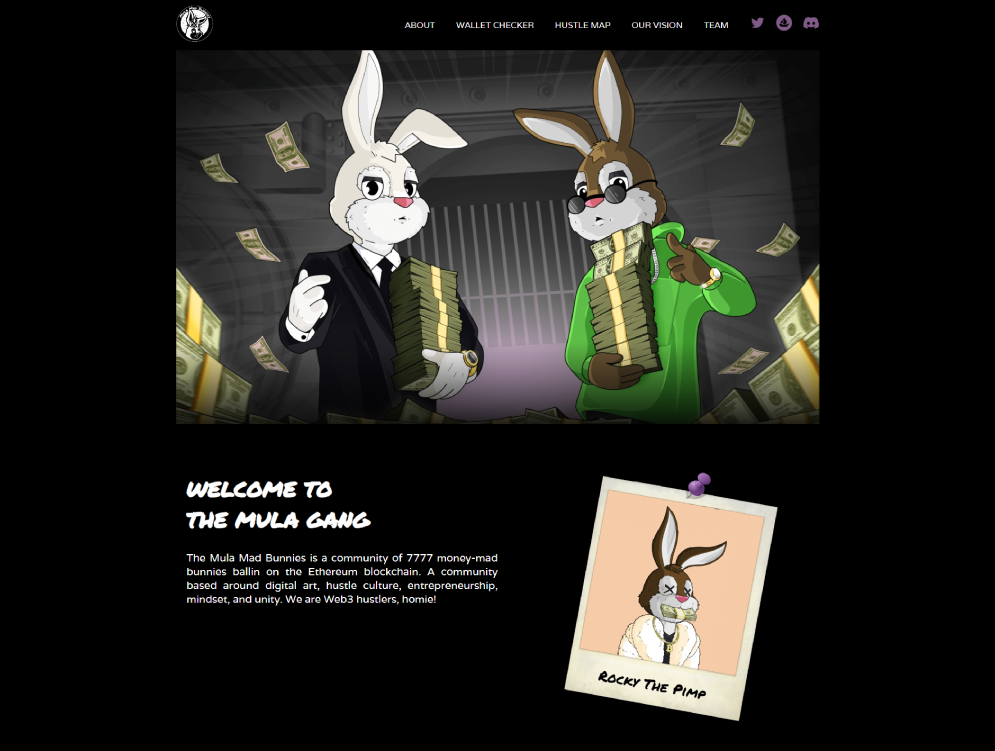 ABOUT WALLET CHECKER HUSTLE MAP OUR VISION TEAM
WELCOME TO
THE MULA GANG
The Mula Mad Bunnies is a community of 7777 money-mad
bunnies ballin on the Ethereum blockchain. A community
based around digital art, hustle culture, entrepreneurship,
mindset, and unity. We are Web3 hustlers, homie!
Rocky The Pimp